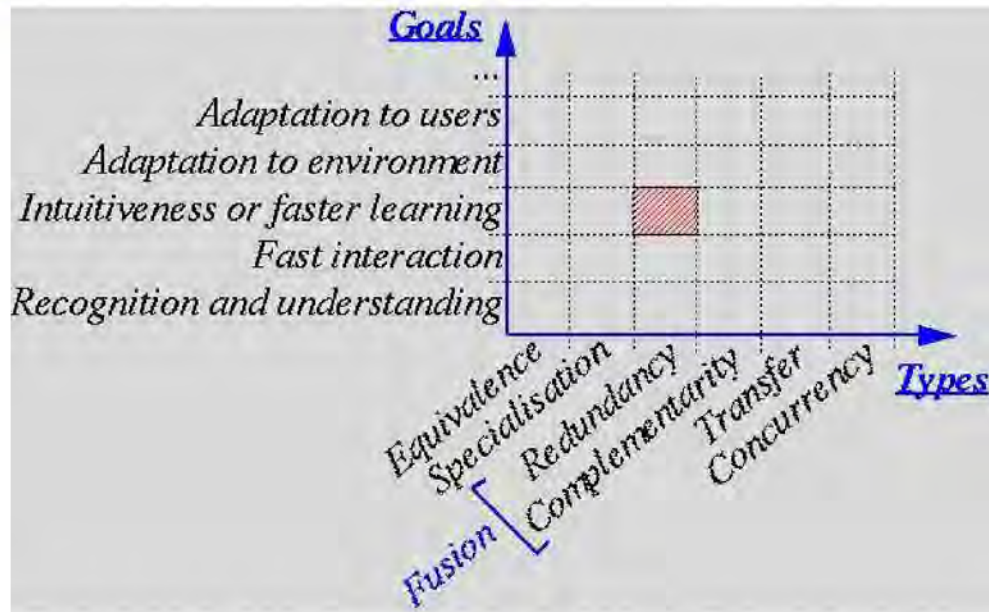 Goals
...
Adaptation to users
Adaptation to environment
Intuitiveness or faster learning
Fast interaction
Recognition and understanding
Types
Equivalence
Specialisation
Redundancy
Complementarity
Transfer
Concurrency
Fusion